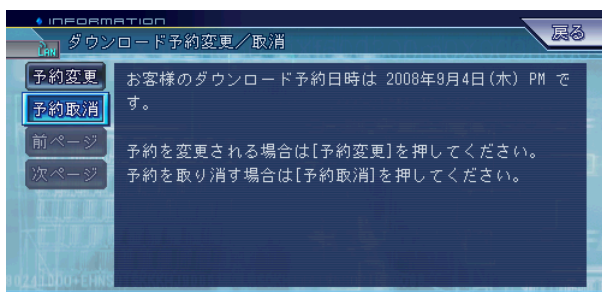 INFORMATION
LAN
ダウンロード予約変更／取消
戻る
予約変更
予約取消
前ページ
次ページ
お客様のダウンロード予約日時は 2008年9月4日(木) PM で
す。
予約を変更される場合は[予約変更]を押してください。
予約を取り消す場合は[予約取消]を押してください。